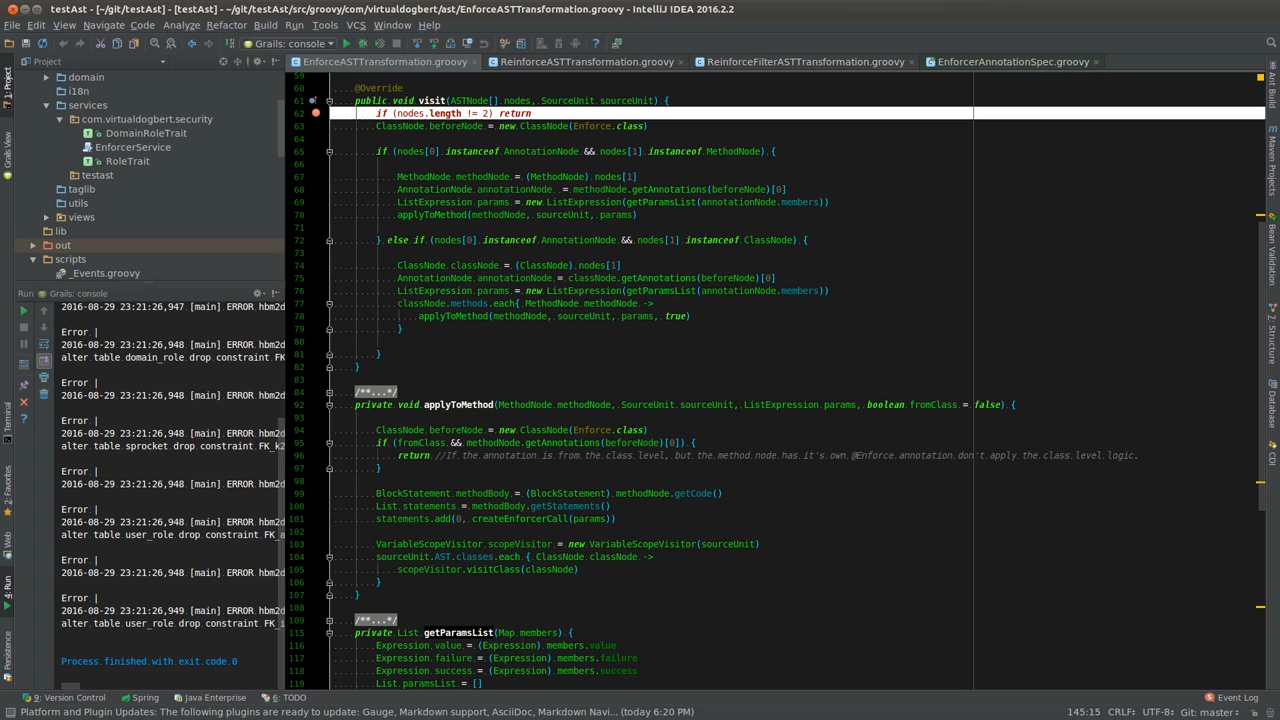 testAst - [~/git/testAst] - [testAst] - ~/git/testAst/src/groovy/com/virtualdogbert/ast/EnforceASTTransformation.groovy - IntelliJ IDEA 2016.2.2
File Edit View Navigate Code Analyze Refactor Build Run Tools VCS Window Help
Grails: console
Project
EnforceASTTransformation.groovy × ReinforceASTTransformation.groovy × ReinforceFilterASTTransformation.groovy × EnforcerAnnotationSpec.groovy ×
1: Project
Grails View
7: Structure
Terminal
2: Favorites
Web
4: Run
Persistence
domain
i18n
services
com.virtualdogbert.security
DomainRoleTrait
EnforcerService
RoleTrait
testast
taglib
utils
views
lib
out
scripts
_Events.groovy
Run Grails: console
2016-08-29 23:21:26,947 [main] ERROR hbm2d
Error |
2016-08-29 23:21:26,948 [main] ERROR hbm2d
alter table domain_role drop constraint FK
Error |
2016-08-29 23:21:26,948 [main] ERROR hbm2d
Error |
2016-08-29 23:21:26,948 [main] ERROR hbm2d
alter table sprocket drop constraint FK_k2
Error |
2016-08-29 23:21:26,948 [main] ERROR hbm2d
Error |
2016-08-29 23:21:26,948 [main] ERROR hbm2d
alter table user_role drop constraint FK_a
Error |
2016-08-29 23:21:26,948 [main] ERROR hbm2d
Error |
2016-08-29 23:21:26,949 [main] ERROR hbm2d
alter table user_role drop constraint FK_i
Process finished with exit code 0
59
60 @Override
61 public void visit(ASTNode[] nodes, SourceUnit sourceUnit) {
62 if (nodes.length != 2) return
63 ClassNode beforeNode = new ClassNode(Enforce.class)
65 if (nodes[0] instanceof AnnotationNode && nodes[1] instanceof MethodNode) {
66
67 MethodNode methodNode = (MethodNode) nodes[1]
68 AnnotationNode annotationNode = methodNode.getAnnotations(beforeNode)[0]
69 ListExpression params = new ListExpression(getParamsList(annotationNode.members))
70 applyToMethod(methodNode, sourceUnit, params)
72 } else if (nodes[0] instanceof AnnotationNode && nodes[1] instanceof ClassNode) {
74 ClassNode classNode = (ClassNode) nodes[1]
75 AnnotationNode annotationNode = classNode.getAnnotations(beforeNode)[0]
76 ListExpression params = new ListExpression(getParamsList(annotationNode.members))
77 classNode.methods.each{ MethodNode methodNode ->
78 applyToMethod(methodNode, sourceUnit, params, true)
79 }
80
81 }
82 }
83
84 /**...*/
92 private void applyToMethod(MethodNode methodNode, SourceUnit sourceUnit, ListExpression params, boolean fromClass = false) {
94 ClassNode beforeNode = new ClassNode(Enforce.class)
95 if (fromClass && methodNode.getAnnotations(beforeNode)[0]) {
96 return //If the annotation is from the class level, but the method node has it's own @Enforce annotation don't apply the class level logic.
97 }
99 BlockStatement methodBody = (BlockStatement) methodNode.getCode()
100 List statements = methodBody.getStatements()
101 statements.add(0, createEnforcerCall(params))
102
103 VariableScopeVisitor scopeVisitor = new VariableScopeVisitor(sourceUnit)
104 sourceUnit.AST.classes.each { ClassNode classNode ->
105 scopeVisitor.visitClass(classNode)
106 }
107 }
108
109 /**...*/
115 private List getParamsList(Map members) {
116 Expression value = (Expression) members.value
117 Expression failure = (Expression) members.failure
118 Expression success = (Expression) members.success
119 List paramsList = []
Ant Build
Maven Projects
Bean Validation
Z: Structure
Database
CDI
9: Version Control Spring Java Enterprise 6: TODO Event Log
Platform and Plugin Updates: The following plugins are ready to update: Gauge, Markdown support, AsciiDoc, Markdown Navi... (today 6:20 PM) 145:15 CRLF÷ UTF-8÷ Git: master÷